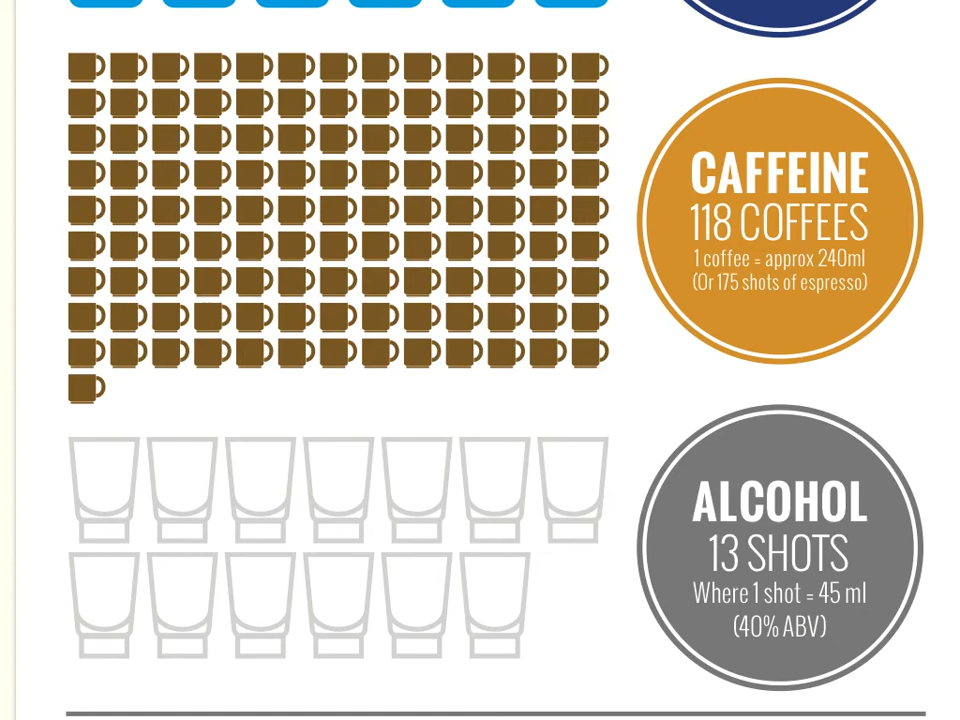 CAFFEINE
118 COFFEES
1 coffee = approx 240ml
(Or 175 shots of espresso)
ALCOHOL
13 SHOTS
Where 1 shot = 45 ml
(40% ABV)